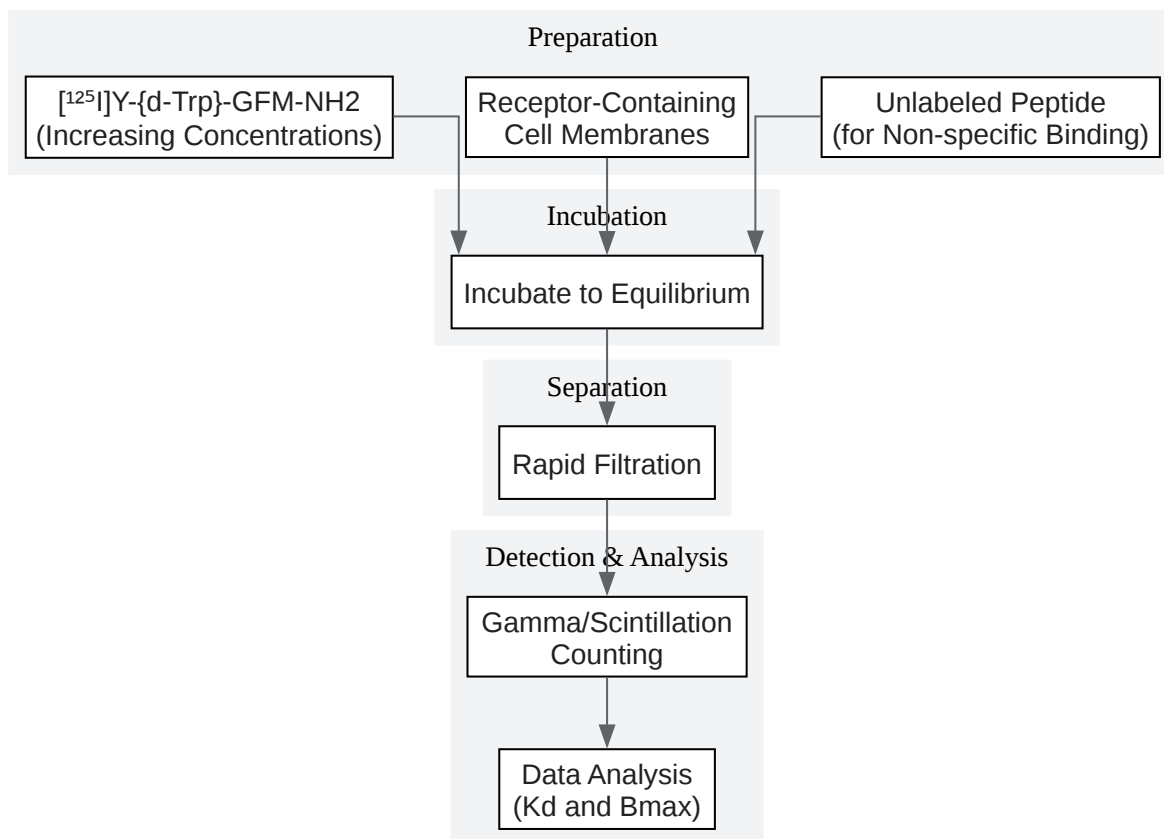 Preparation
[¹²⁵I]Y-{d-Trp}-GFM-NH2
(Increasing Concentrations)
Receptor-Containing
Cell Membranes
Unlabeled Peptide
(for Non-specific Binding)
Incubation
Incubate to Equilibrium
Separation
Rapid Filtration
Detection & Analysis
Gamma/Scintillation
Counting
Data Analysis
(Kd and Bmax)